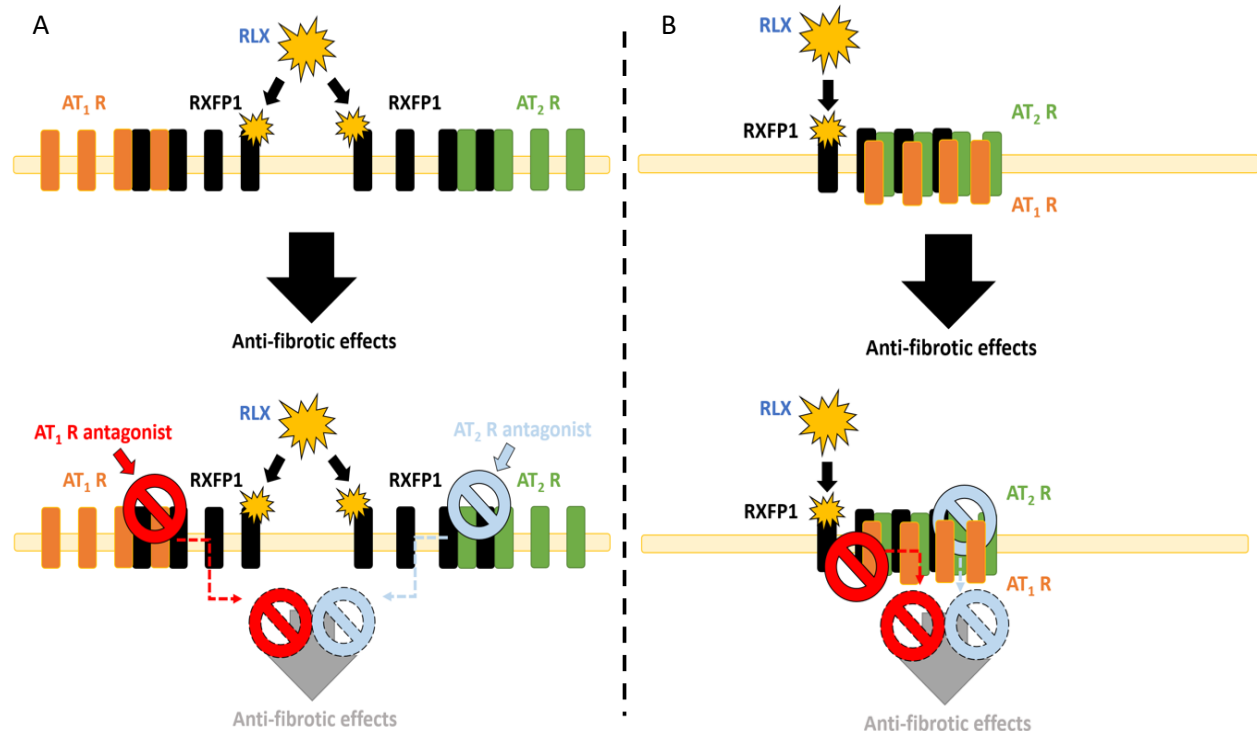 A
RLX
AT1 R
RXFP1
RXFP1
AT2 R
Anti-fibrotic effects
RLX
AT1 R antagonist
AT2 R antagonist
AT1 R
RXFP1
RXFP1
AT2 R
Anti-fibrotic effects
B
RLX
RXFP1
AT2 R
AT1 R
Anti-fibrotic effects
RLX
RXFP1
AT2 R
AT1 R
Anti-fibrotic effects